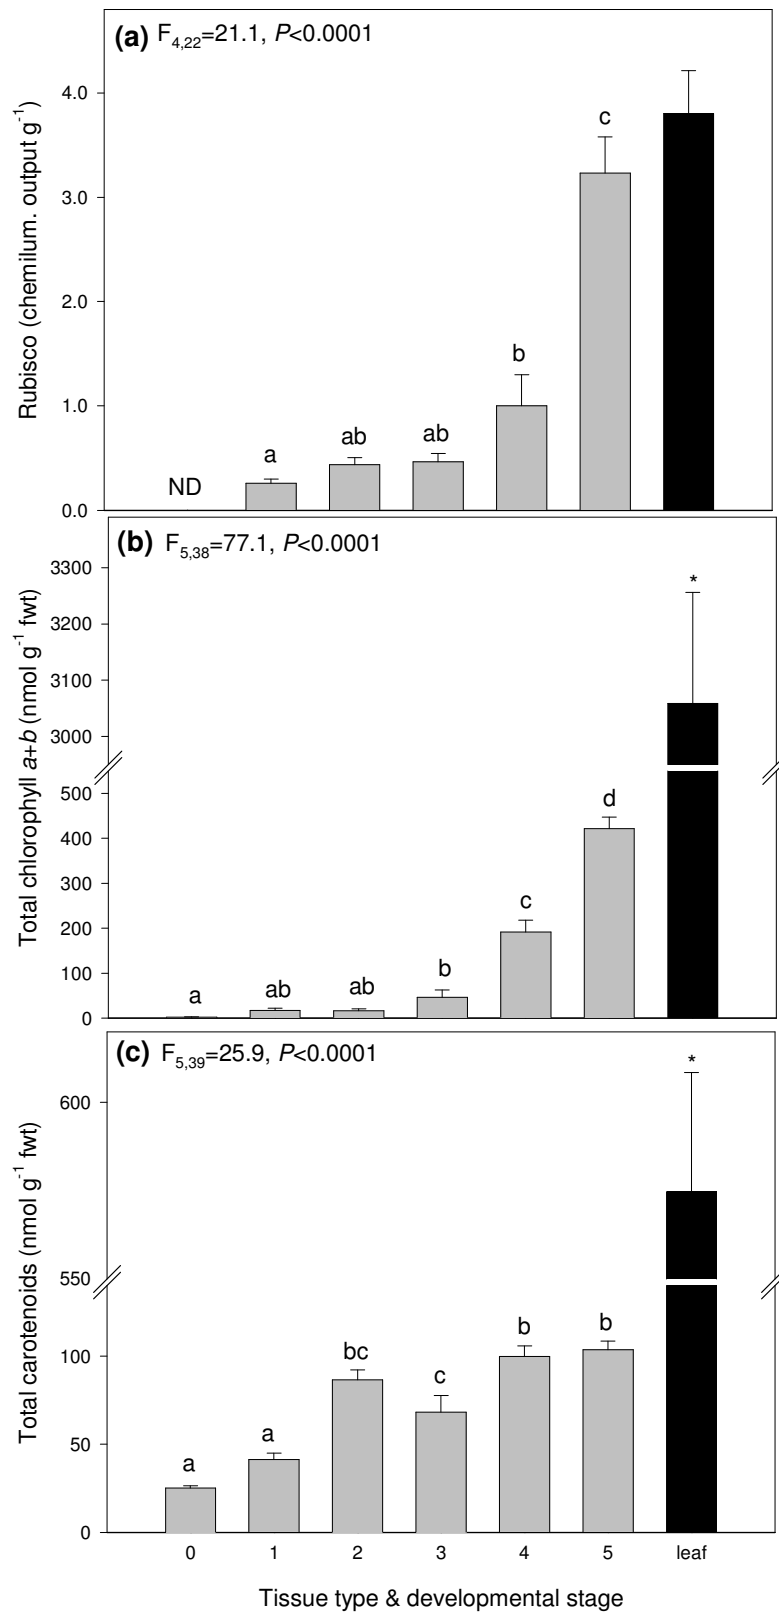 (a) F4,22=21.1, P<0.0001
Rubisco (chemilum. output g-1)
4.0
3.0
2.0
1.0
0.0
ND
a
ab
ab
b
c
(b) F5,38=77.1, P<0.0001
Total chlorophyll a+b (nmol g-1 fwt)
3300
3200
3100
3000
500
400
300
200
100
0
a
ab
ab
b
c
d
*
(c) F5,39=25.9, P<0.0001
Total carotenoids (nmol g-1 fwt)
600
550
100
50
0
a
a
bc
c
b
b
*
0 1 2 3 4 5 leaf
Tissue type & developmental stage